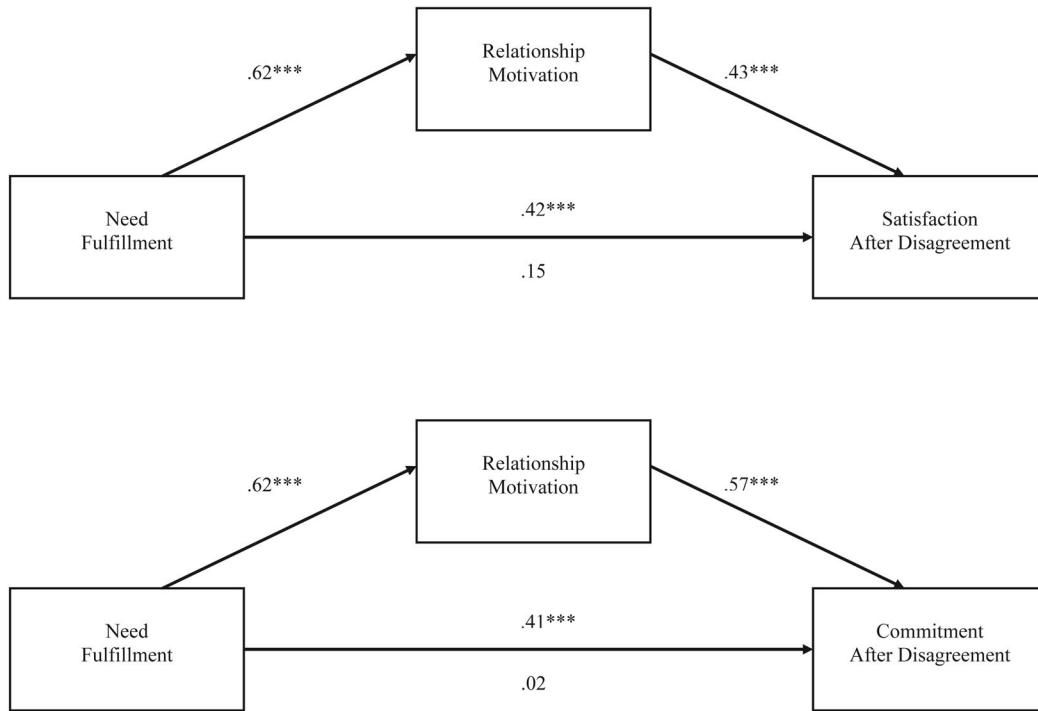 Relationship
Motivation
.62***
.43***
Need
Fulfillment
.42***
.15
Satisfaction
After Disagreement
Relationship
Motivation
.62***
.57***
Need
Fulfillment
.41***
.02
Commitment
After Disagreement